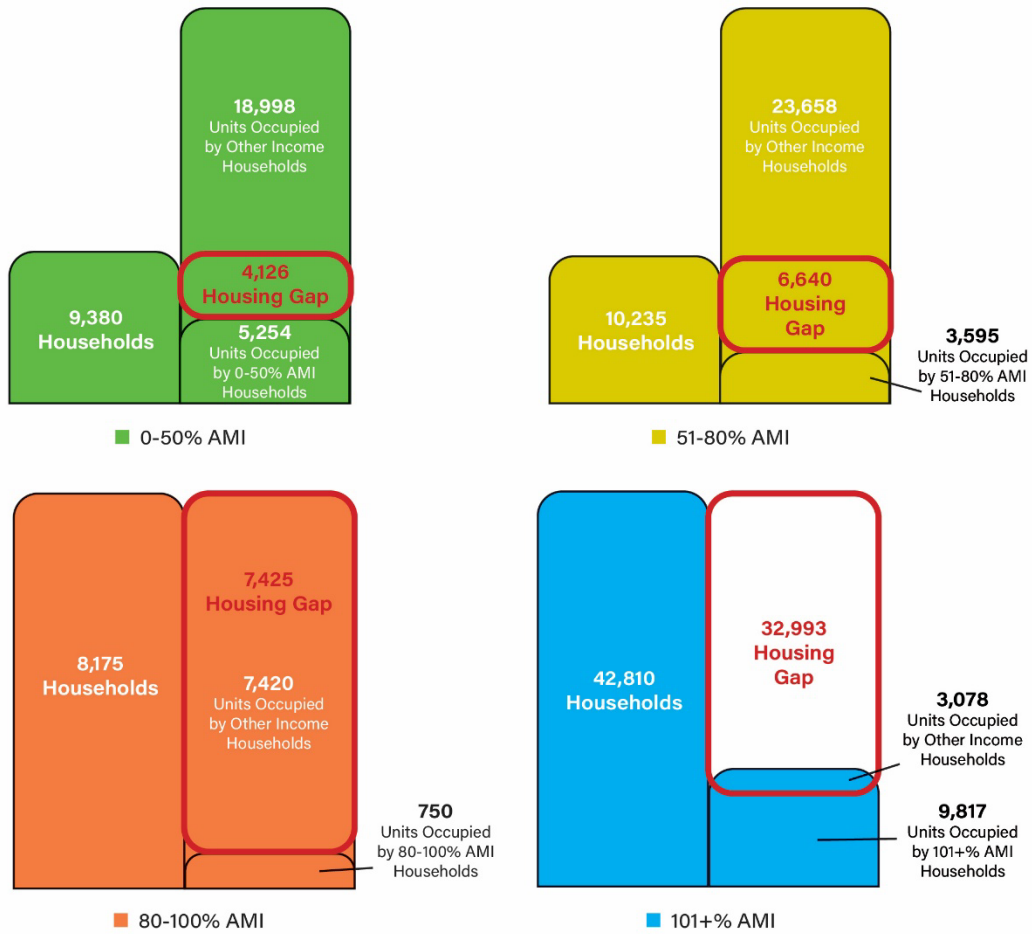 18,998
Units Occupied
by Other Income
Households
4,126
Housing Gap
9,380
Households
5,254
Units Occupied
by 0-50% AMI
Households
0-50% AMI
23,658
Units Occupied
by Other Income
Households
6,640
Housing
Gap
10,235
Households
3,595
Units Occupied
by 51-80% AMI
Households
51-80% AMI
7,425
Housing Gap
8,175
Households
7,420
Units Occupied
by Other Income
Households
750
Units Occupied
by 80-100% AMI
Households
80-100% AMI
32,993
Housing
Gap
42,810
Households
3,078
Units Occupied
by Other Income
Households
9,817
Units Occupied
by 101+% AMI
Households
101+% AMI